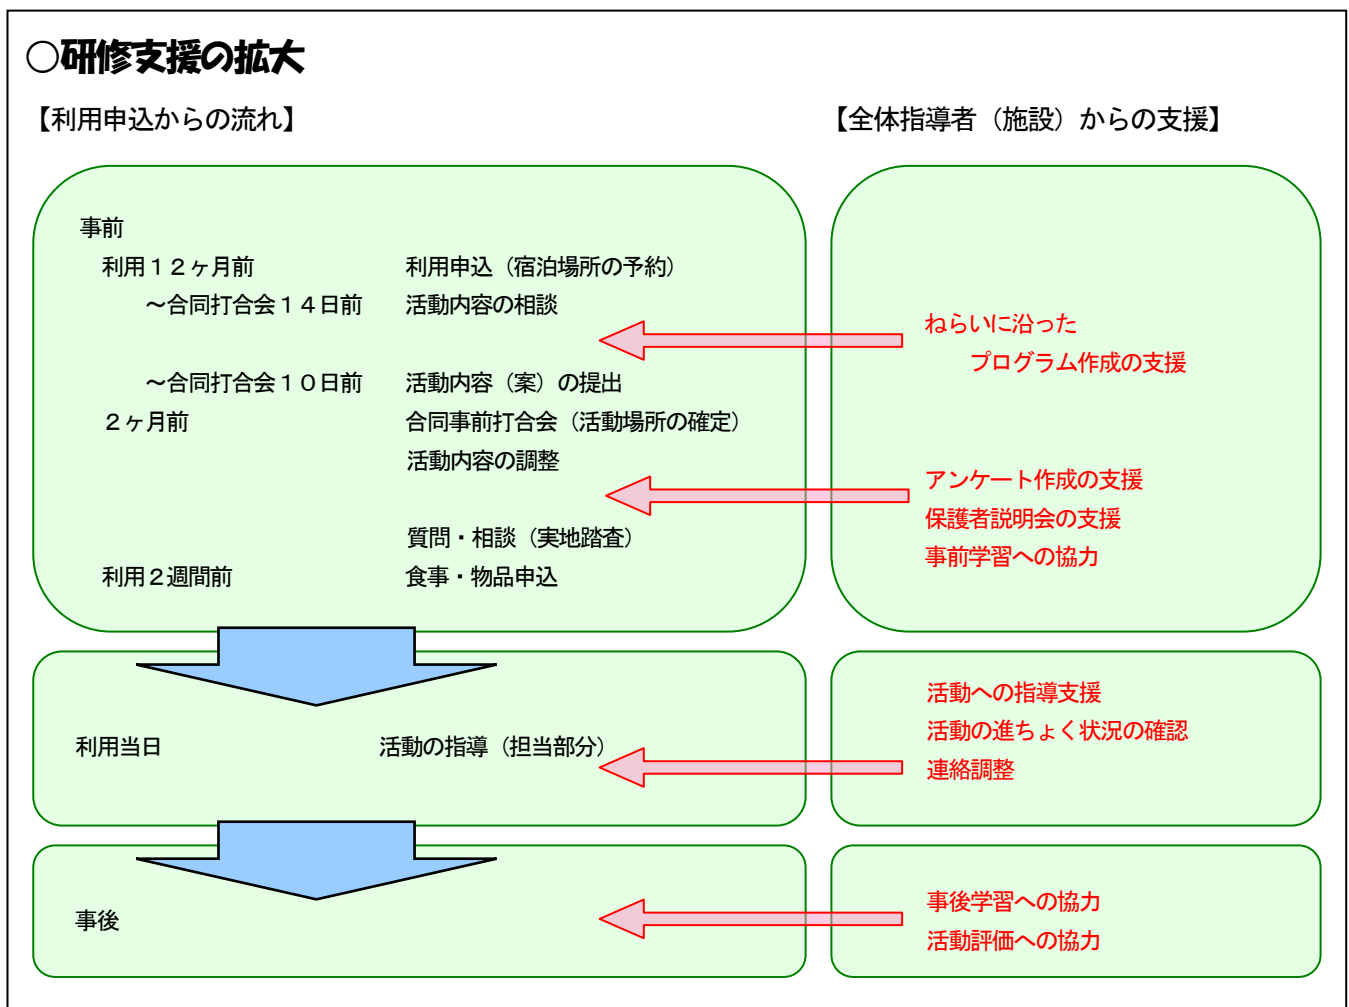 ○研修支援の拡大
【利用申込からの流れ】
【全体指導者（施設）からの支援】
事前
利用１２ヶ月前　利用申込（宿泊場所の予約）
～合同打合会１４日前　活動内容の相談
ねらいに沿った
プログラム作成の支援
～合同打合会１０日前　活動内容（案）の提出
２ヶ月前　合同事前打合会（活動場所の確定）
活動内容の調整
アンケート作成の支援
保護者説明会の支援
事前学習への協力
質問・相談（実地踏査）
利用２週間前　食事・物品申込
利用当日　活動の指導（担当部分）
活動への指導支援
活動の進ちょく状況の確認
連絡調整
事後
事後学習への協力
活動評価への協力